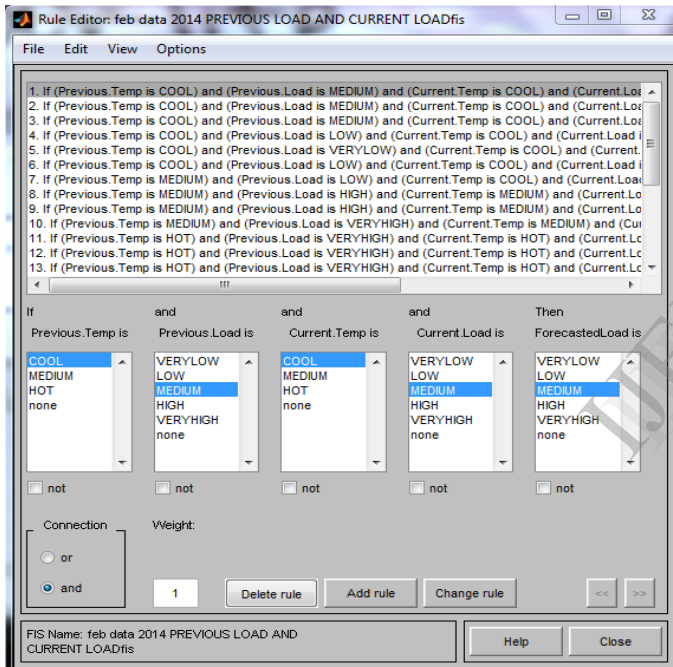 Rule Editor: feb data 2014 PREVIOUS LOAD AND CURRENT LOADfis
File Edit View Options
1. If (Previous.Temp is COOL) and (Previous.Load is MEDIUM) and (Current.Temp is COOL) and (Current.Loa
2. If (Previous.Temp is COOL) and (Previous.Load is MEDIUM) and (Current.Temp is COOL) and (Current.Loa
3. If (Previous.Temp is COOL) and (Previous.Load is MEDIUM) and (Current.Temp is COOL) and (Current.Loa
4. If (Previous.Temp is COOL) and (Previous.Load is LOW) and (Current.Temp is COOL) and (Current.Load i
5. If (Previous.Temp is COOL) and (Previous.Load is VERYLOW) and (Current.Temp is COOL) and (Current.
6. If (Previous.Temp is COOL) and (Previous.Load is LOW) and (Current.Temp is COOL) and (Current.Load i
7. If (Previous.Temp is MEDIUM) and (Previous.Load is LOW) and (Current.Temp is COOL) and (Current.Loa
8. If (Previous.Temp is MEDIUM) and (Previous.Load is HIGH) and (Current.Temp is MEDIUM) and (Current.Lo
9. If (Previous.Temp is MEDIUM) and (Previous.Load is HIGH) and (Current.Temp is MEDIUM) and (Current.Lo
10. If (Previous.Temp is MEDIUM) and (Previous.Load is VERYHIGH) and (Current.Temp is MEDIUM) and (Cur
11. If (Previous.Temp is HOT) and (Previous.Load is VERYHIGH) and (Current.Temp is HOT) and (Current.Lo
12. If (Previous.Temp is HOT) and (Previous.Load is VERYHIGH) and (Current.Temp is HOT) and (Current.Lo
13. If (Previous.Temp is HOT) and (Previous.Load is VERYHIGH) and (Current.Temp is HOT) and (Current.Lc
If and and and Then
Previous.Temp is Previous.Load is Current.Temp is Current.Load is ForecastedLoad is
COOL VERYLOW COOL VERYLOW VERYLOW
MEDIUM LOW MEDIUM LOW LOW
HOT MEDIUM HOT MEDIUM MEDIUM
none HIGH none HIGH HIGH
VERYHIGH VERYHIGH VERYHIGH
none none none
not not not not not
Connection Weight:
or
and 1 Delete rule Add rule Change rule << >>
FIS Name: feb data 2014 PREVIOUS LOAD AND
CURRENT LOADfis
Help Close